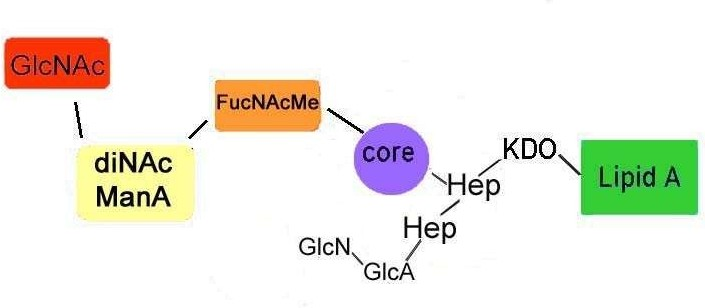 GlcNAc
diNAc
ManA
FucNAcMe
core
KDO
Lipid A
Hep
Hep
GlcN
GlcA